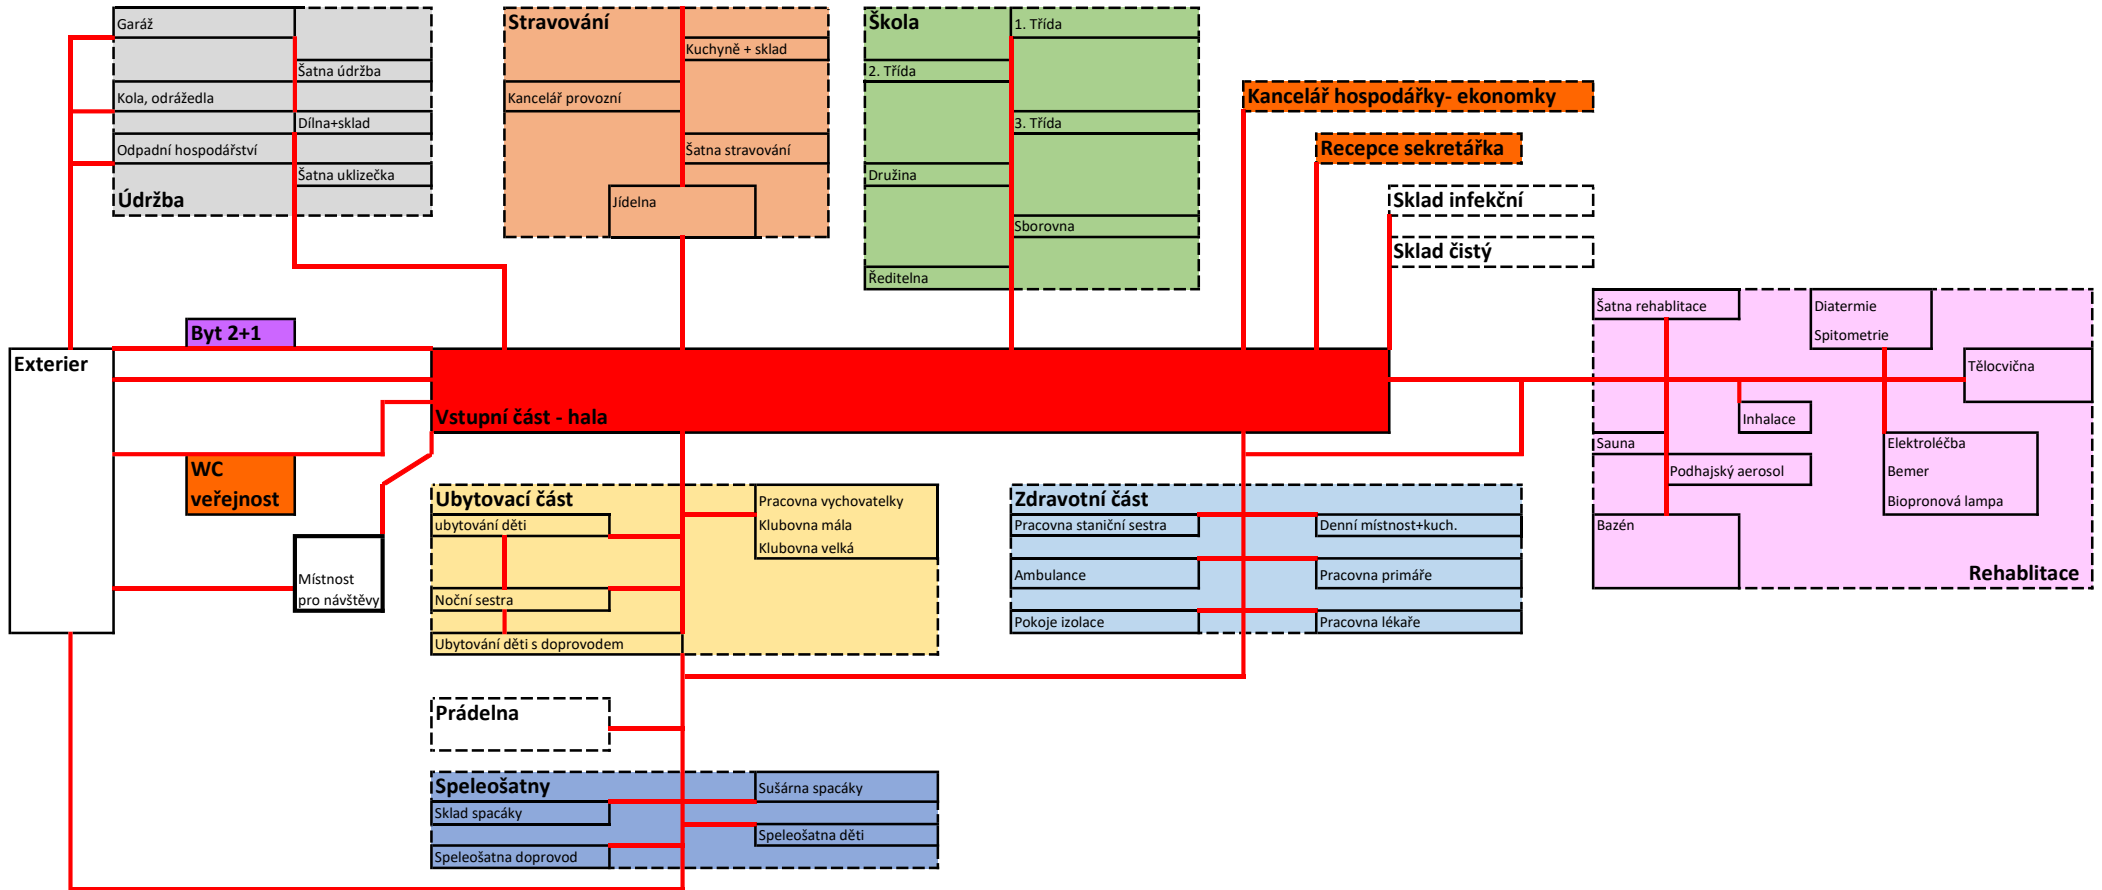 Garáž
Šatna údržba
Kola, odrážedla
Dílna+sklad
Odpadní hospodářství
Šatna uklizečka
Údržba
Stravování
Kuchyně + sklad
Kancelář provozní
Šatna stravování
Jídelna
Škola
1. Třída
2. Třída
3. Třída
Družina
Sborovna
Ředitelna
Kancelář hospodářky- ekonomky
Recepce sekretářka
Sklad infekční
Sklad čistý
Byt 2+1
Exterier
Vstupní část - hala
WC
veřejnost
Místnost
pro návštěvy
Šatna rehablitace
Diatermie
Spitometrie
Tělocvična
Inhalace
Sauna
Podhajský aerosol
Elektroléčba
Bemer
Biopronová lampa
Bazén
Rehablitace
Ubytovací část
ubytování děti
Pracovna vychovatelky
Klubovna mála
Klubovna velká
Noční sestra
Ubytování děti s doprovodem
Zdravotní část
Pracovna staniční sestra
Denní místnost+kuch.
Ambulance
Pracovna primáře
Pokoje izolace
Pracovna lékaře
Prádelna
Speleošatny
Sušárna spacáky
Sklad spacáky
Speleošatna děti
Speleošatna doprovod